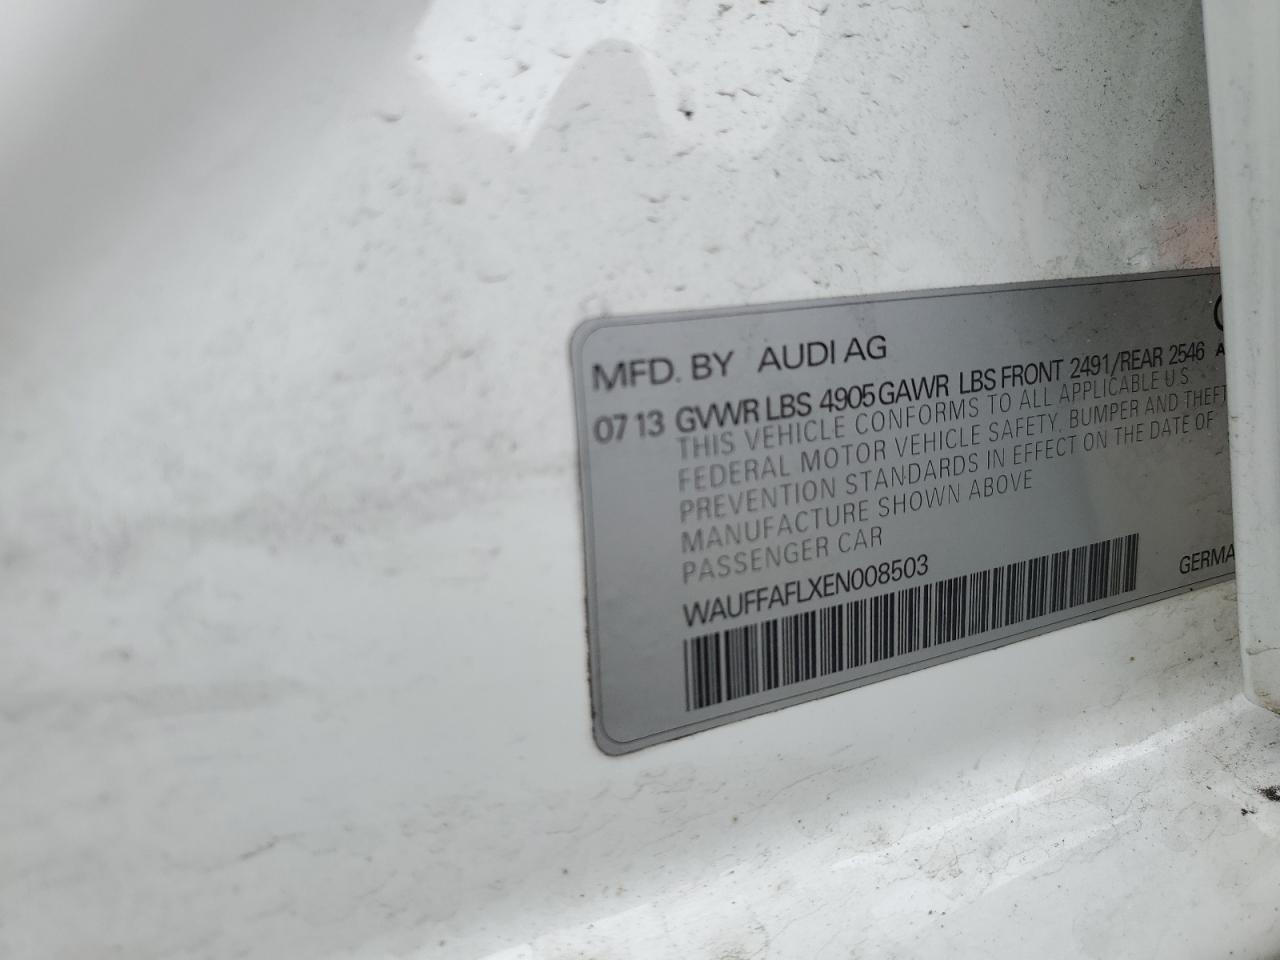 MFD. BY AUDI AG
07 13 GVWR LBS 4905 GAWR LBS FRONT 2491/REAR 2546
THIS VEHICLE CONFORMS TO ALL APPLICABLE U.S
FEDERAL MOTOR VEHICLE SAFETY, BUMPER AND THEFT
PREVENTION STANDARDS IN EFFECT ON THE DATE OF
MANUFACTURE SHOWN ABOVE
PASSENGER CAR
WAUFFAFLXEN008503
GERMA